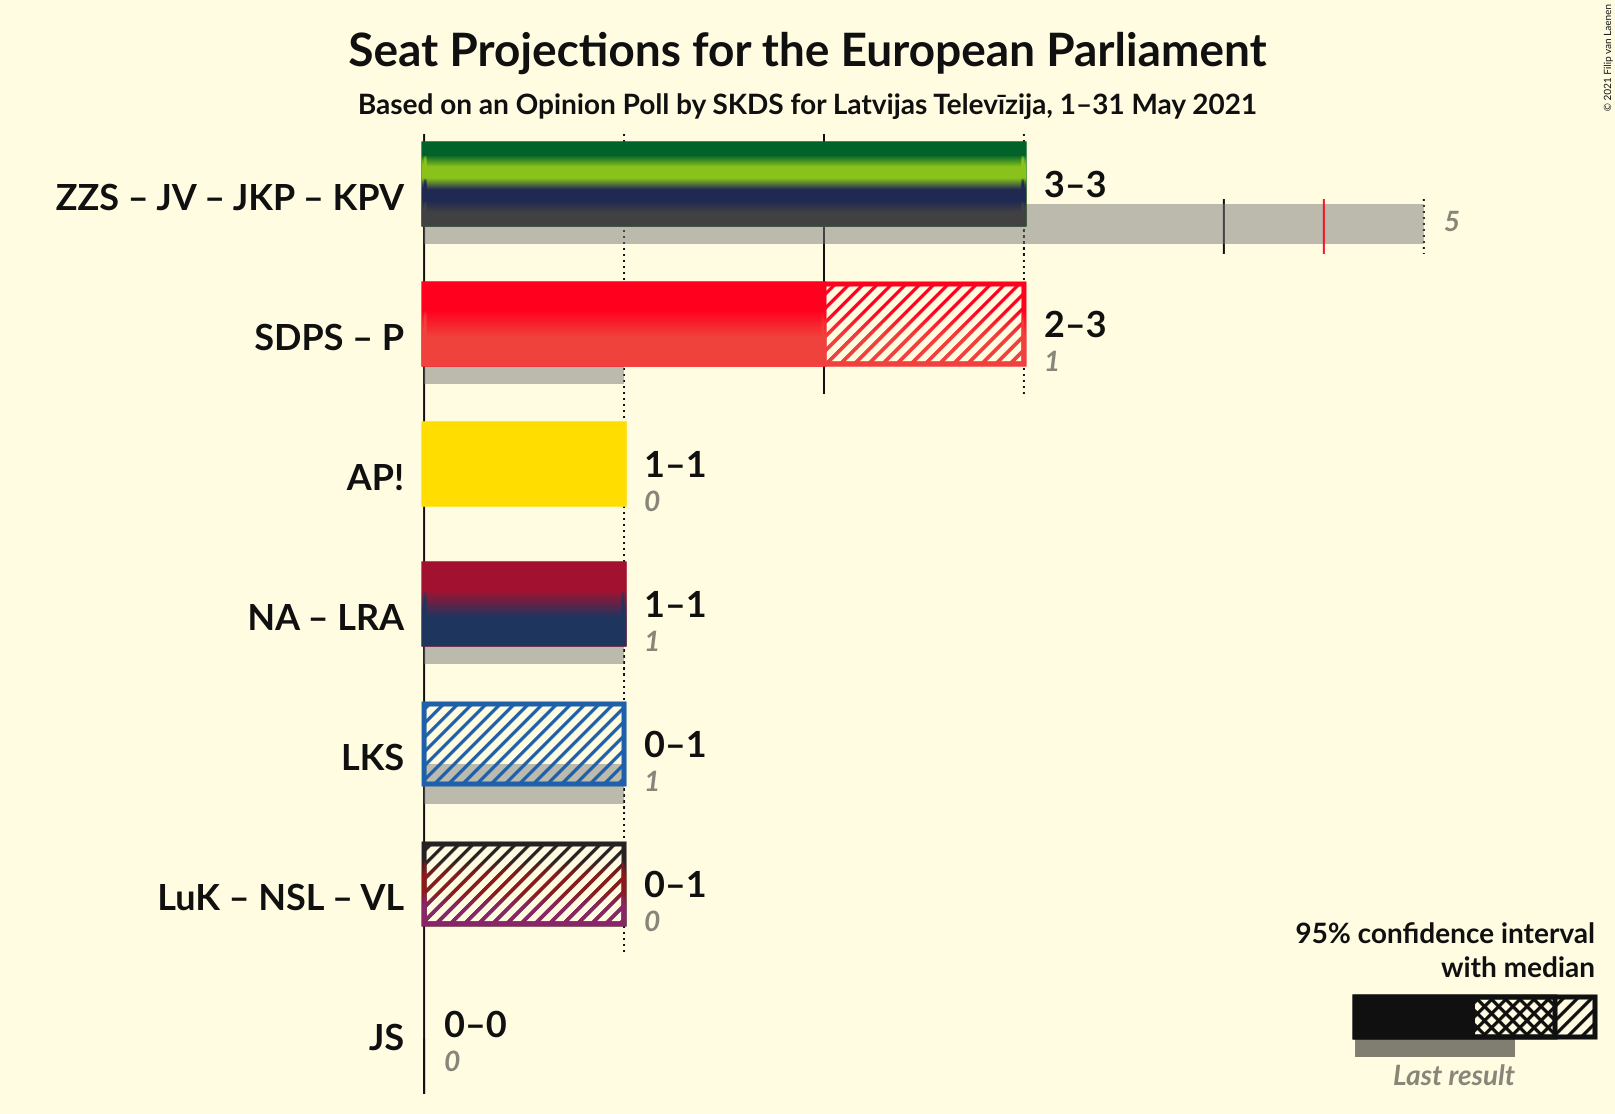 Seat Projections for the European Parliament
Based on an Opinion Poll by SKDS for Latvijas Televīzija, 1–31 May 2021
© 2021 Filip van Laenen
ZZS – JV – JKP – KPV
3–3
5
SDPS – P
2–3
1
AP!
1–1
0
NA – LRA
1–1
1
LKS
0–1
1
LuK – NSL – VL
0–1
0
JS
0–0
0
95% confidence interval
with median
Last result